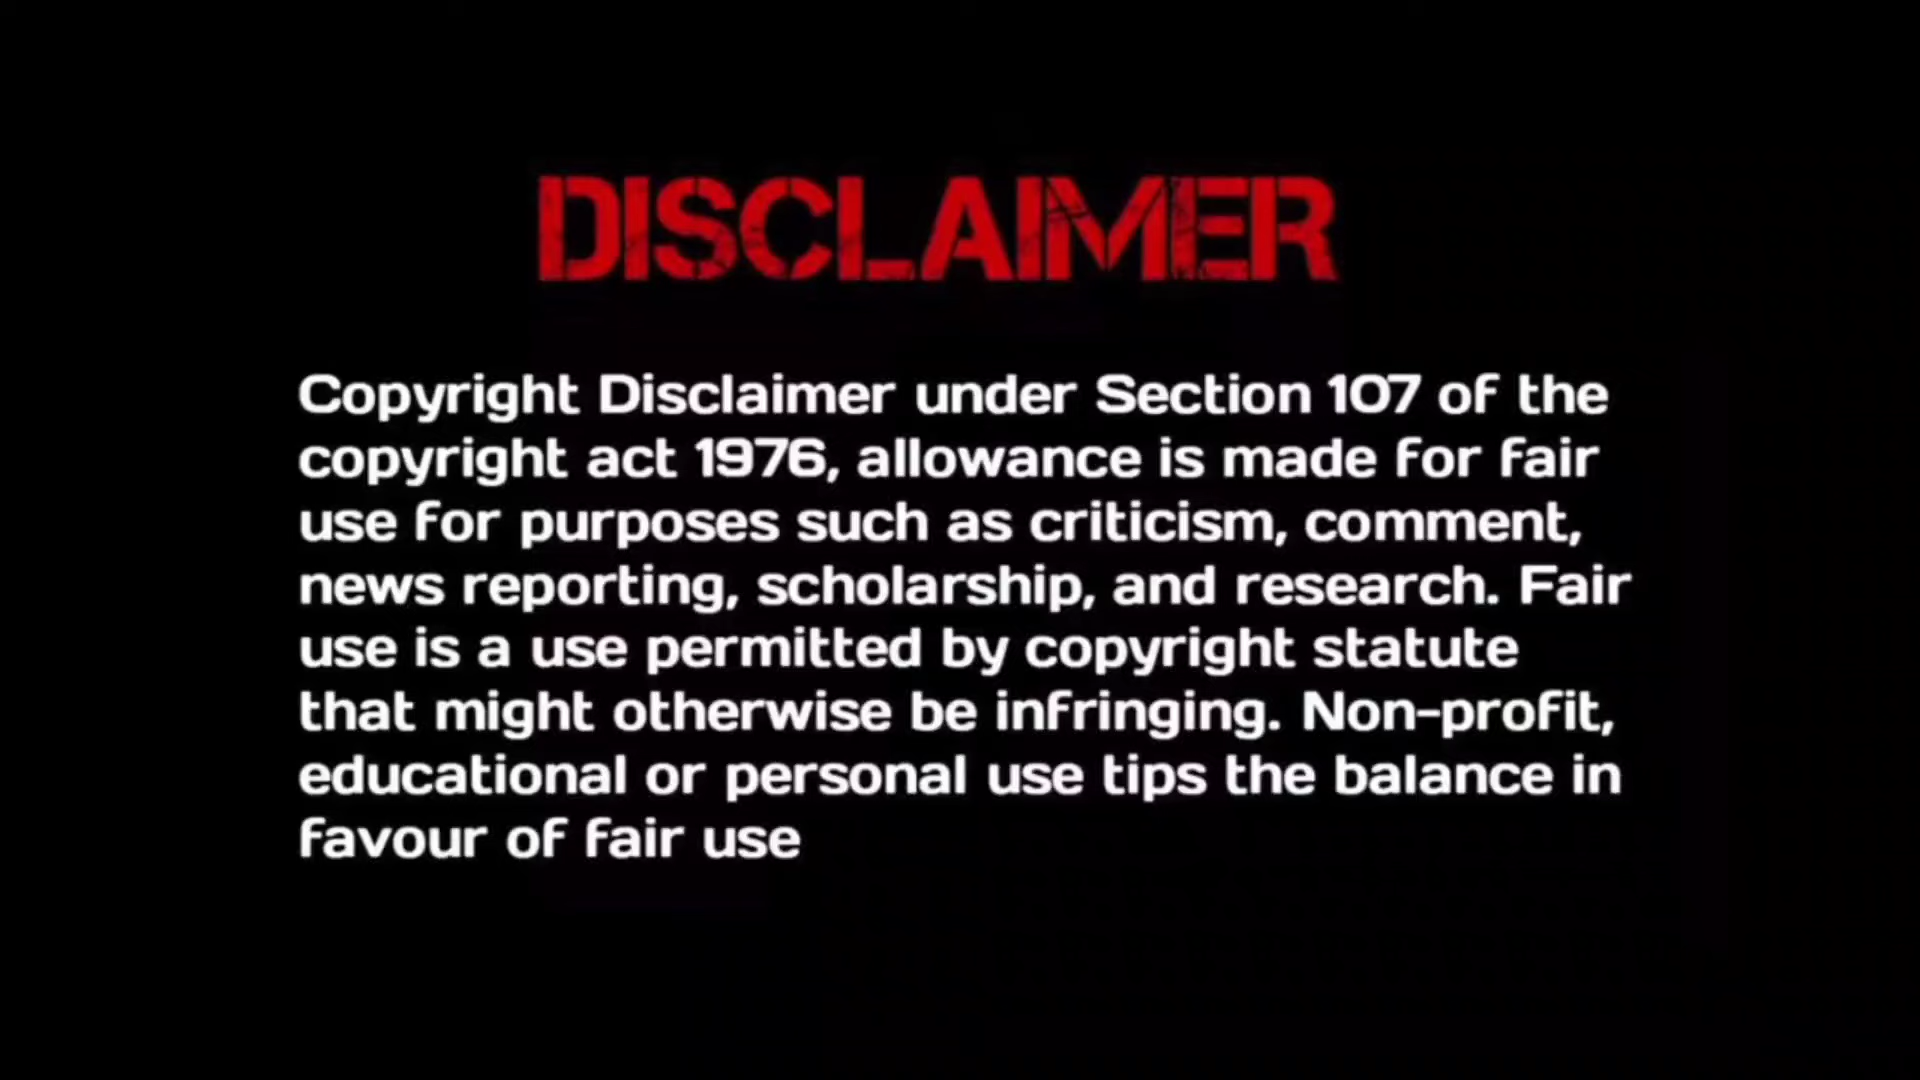 DISCLAIMER
Copyright Disclaimer under Section 107 of the
copyright act 1976, allowance is made for fair
use for purposes such as criticism, comment,
news reporting, scholarship, and research. Fair
use is a use permitted by copyright statute
that might otherwise be infringing. Non-profit,
educational or personal use tips the balance in
favour of fair use